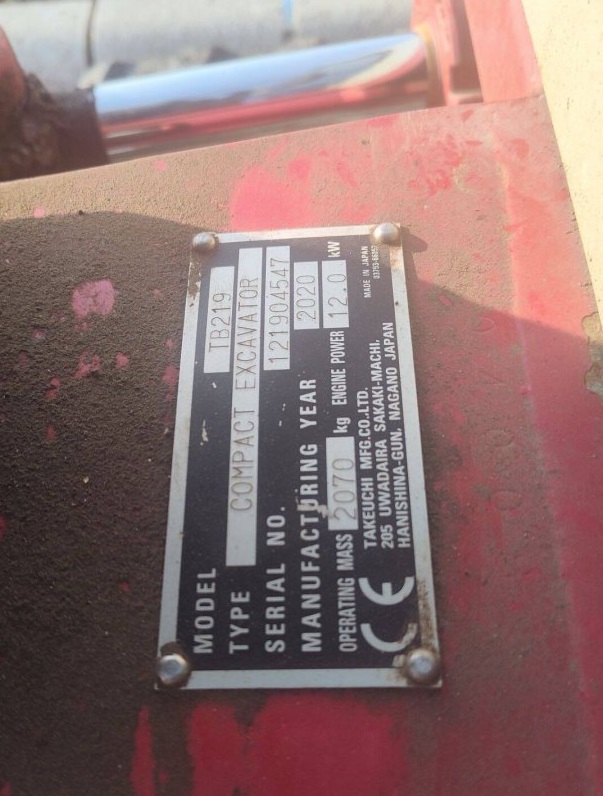 MODEL TB219
TYPE COMPACT EXCAVATOR
SERIAL NO. 121904547
MANUFACTURING YEAR 2020
OPERATING MASS 2070 kg ENGINE POWER 12.0 kW
CE
TAKEUCHI MFG.CO.,LTD.
205 UWADAIRA SAKAKI-MACHI,
HANISHINA-GUN, NAGANO JAPAN
MADE IN JAPAN